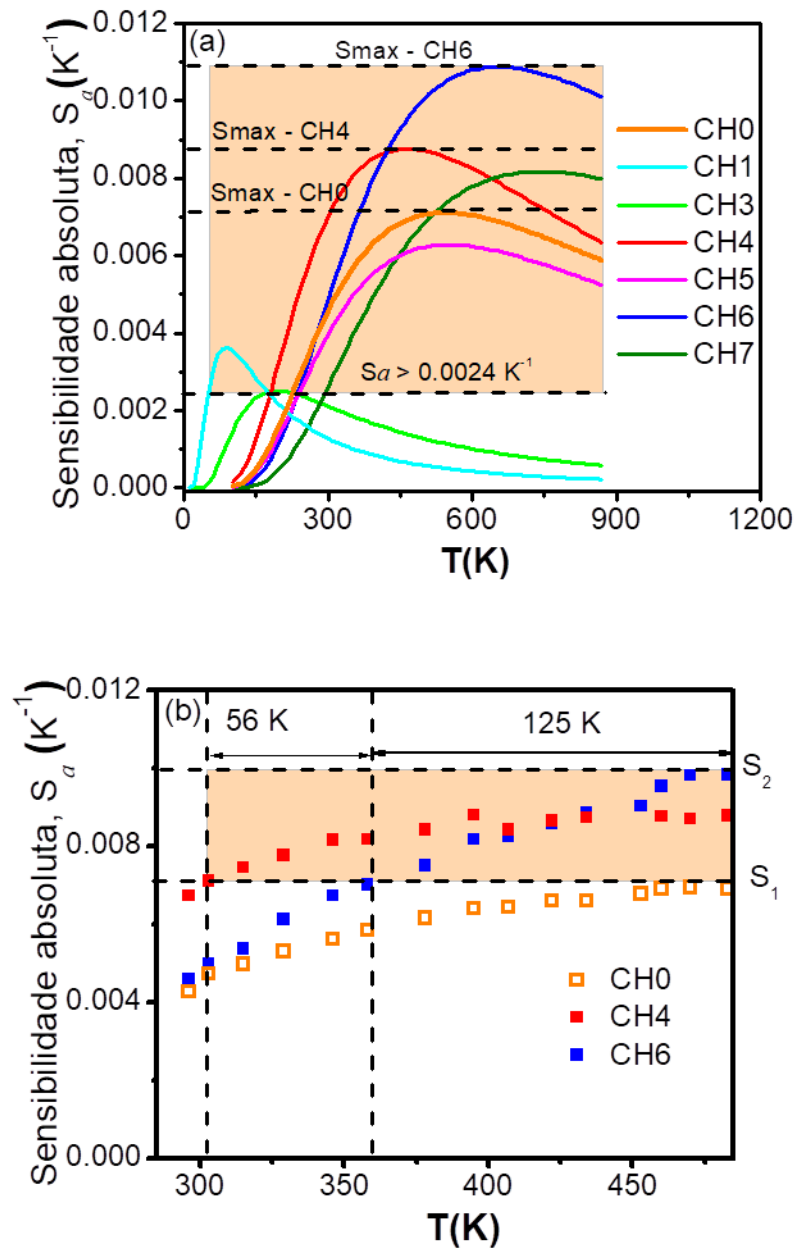 (a)
Smax - CH6
Smax - CH4
Smax - CH0
Sa > 0.0024 K-1
Sensibilidade absoluta, Sa(K-1)
0.012
0.010
0.008
0.006
0.004
0.002
0.000
0
300
600
900
1200
T(K)
CH0
CH1
CH3
CH4
CH5
CH6
CH7
(b)
56 K
125 K
S2
S1
Sensibilidade absoluta, Sa (K-1)
0.012
0.008
0.004
0.000
300
350
400
450
T(K)
CH0
CH4
CH6